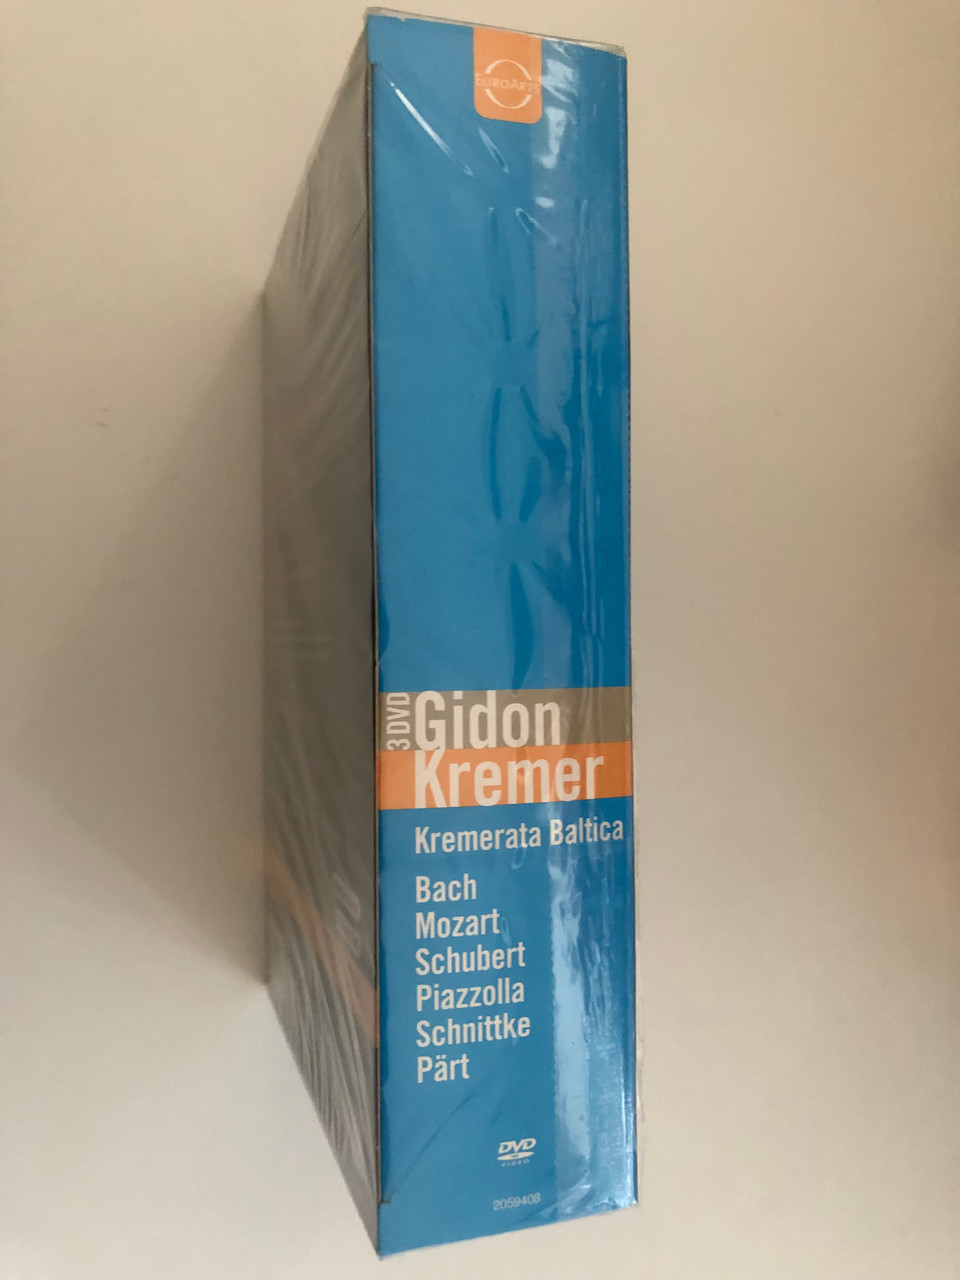 EUROARTS
3 DVD
Gidon
Kremer
Kremerata Baltica
Bach
Mozart
Schubert
Piazzolla
Schnittke
Pärt
DVD
VIDEO
2059408